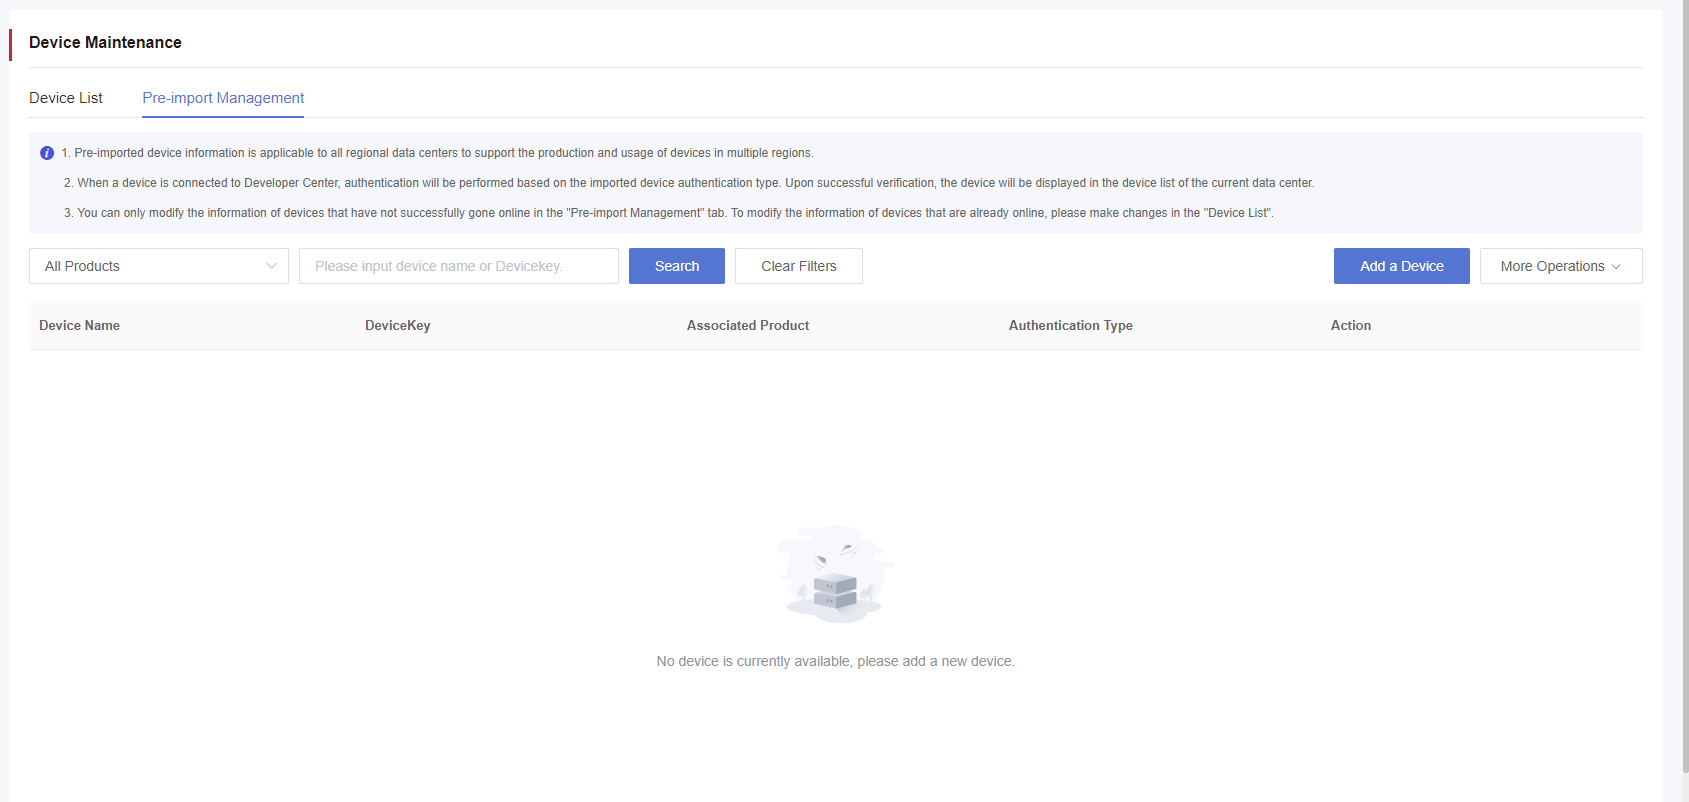 Device Maintenance
Device List
Pre-import Management
1. Pre-imported device information is applicable to all regional data centers to support the production and usage of devices in multiple regions.
2. When a device is connected to Developer Center, authentication will be performed based on the imported device authentication type. Upon successful verification, the device will be displayed in the device list of the current data center.
3. You can only modify the information of devices that have not successfully gone online in the "Pre-import Management" tab. To modify the information of devices that are already online, please make changes in the "Device List".
All Products
Please input device name or Devicekey.
Search
Clear Filters
Add a Device
More Operations
Device Name
DeviceKey
Associated Product
Authentication Type
Action
No device is currently available, please add a new device.